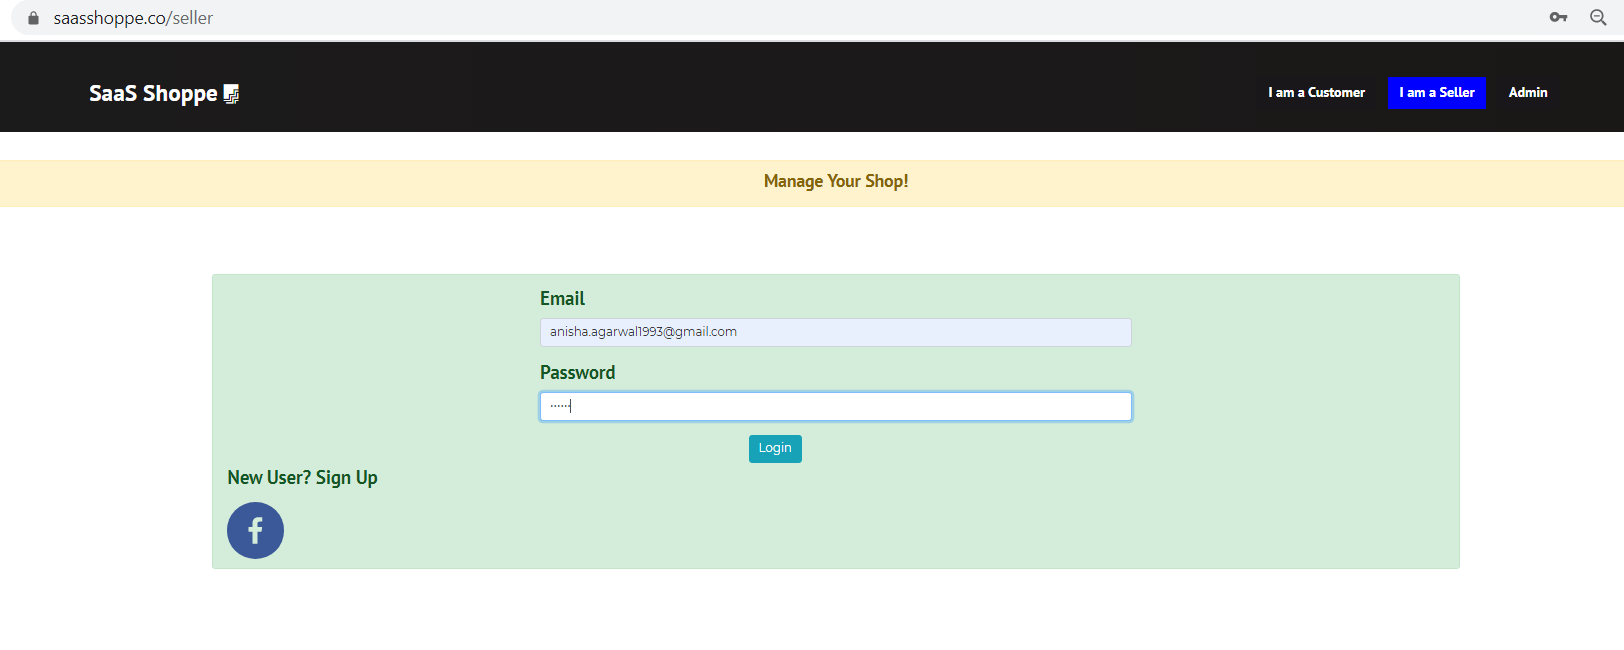 saasshoppe.co/seller
SaaS Shoppe
I am a Customer
I am a Seller
Admin
Manage Your Shop!
Email
anisha.agarwal1993@gmail.com
Password
······
Login
New User? Sign Up